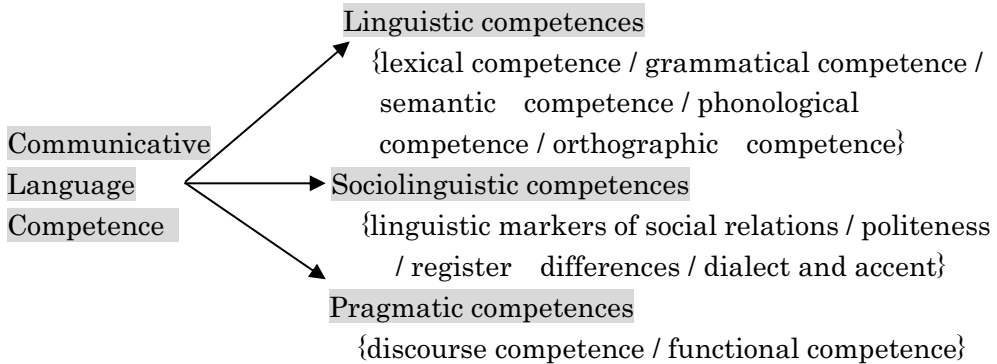 Linguistic competences
{lexical competence / grammatical competence /
semantic competence / phonological
competence / orthographic competence}
Communicative
Language
Competence
Sociolinguistic competences
{linguistic markers of social relations / politeness
/ register differences / dialect and accent}
Pragmatic competences
{discourse competence / functional competence}